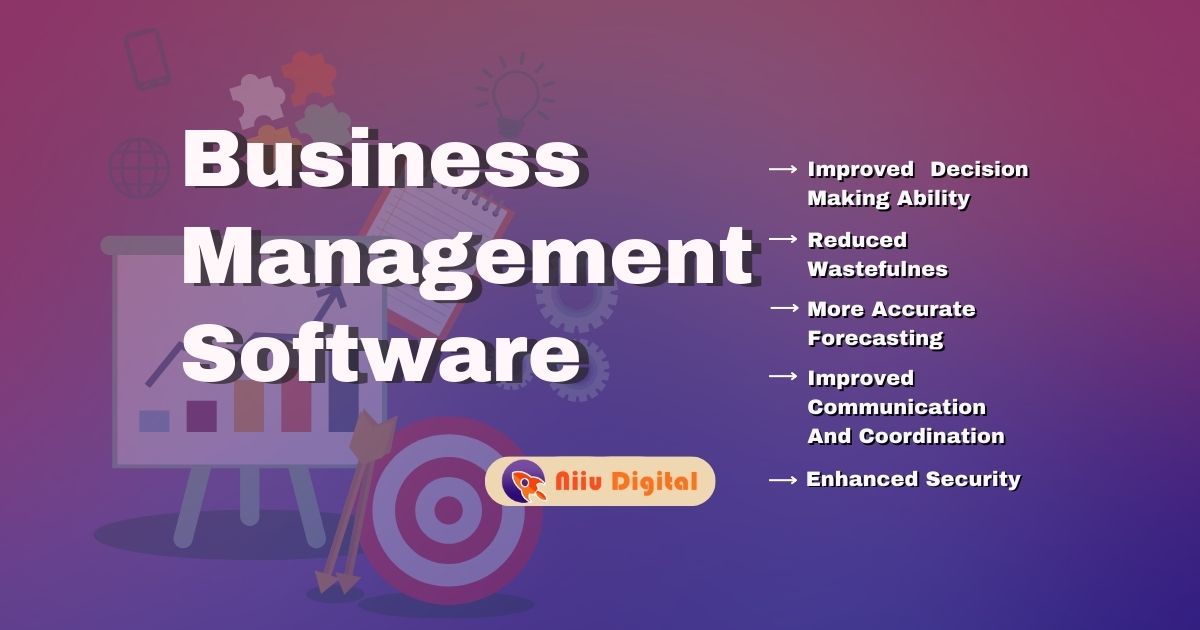 Business
Management
Software
→ Improved Decision
Making Ability
→ Reduced
Wastefulnes
→ More Accurate
Forecasting
→ Improved
Communication
And Coordination
→ Enhanced Security
Niiu Digital